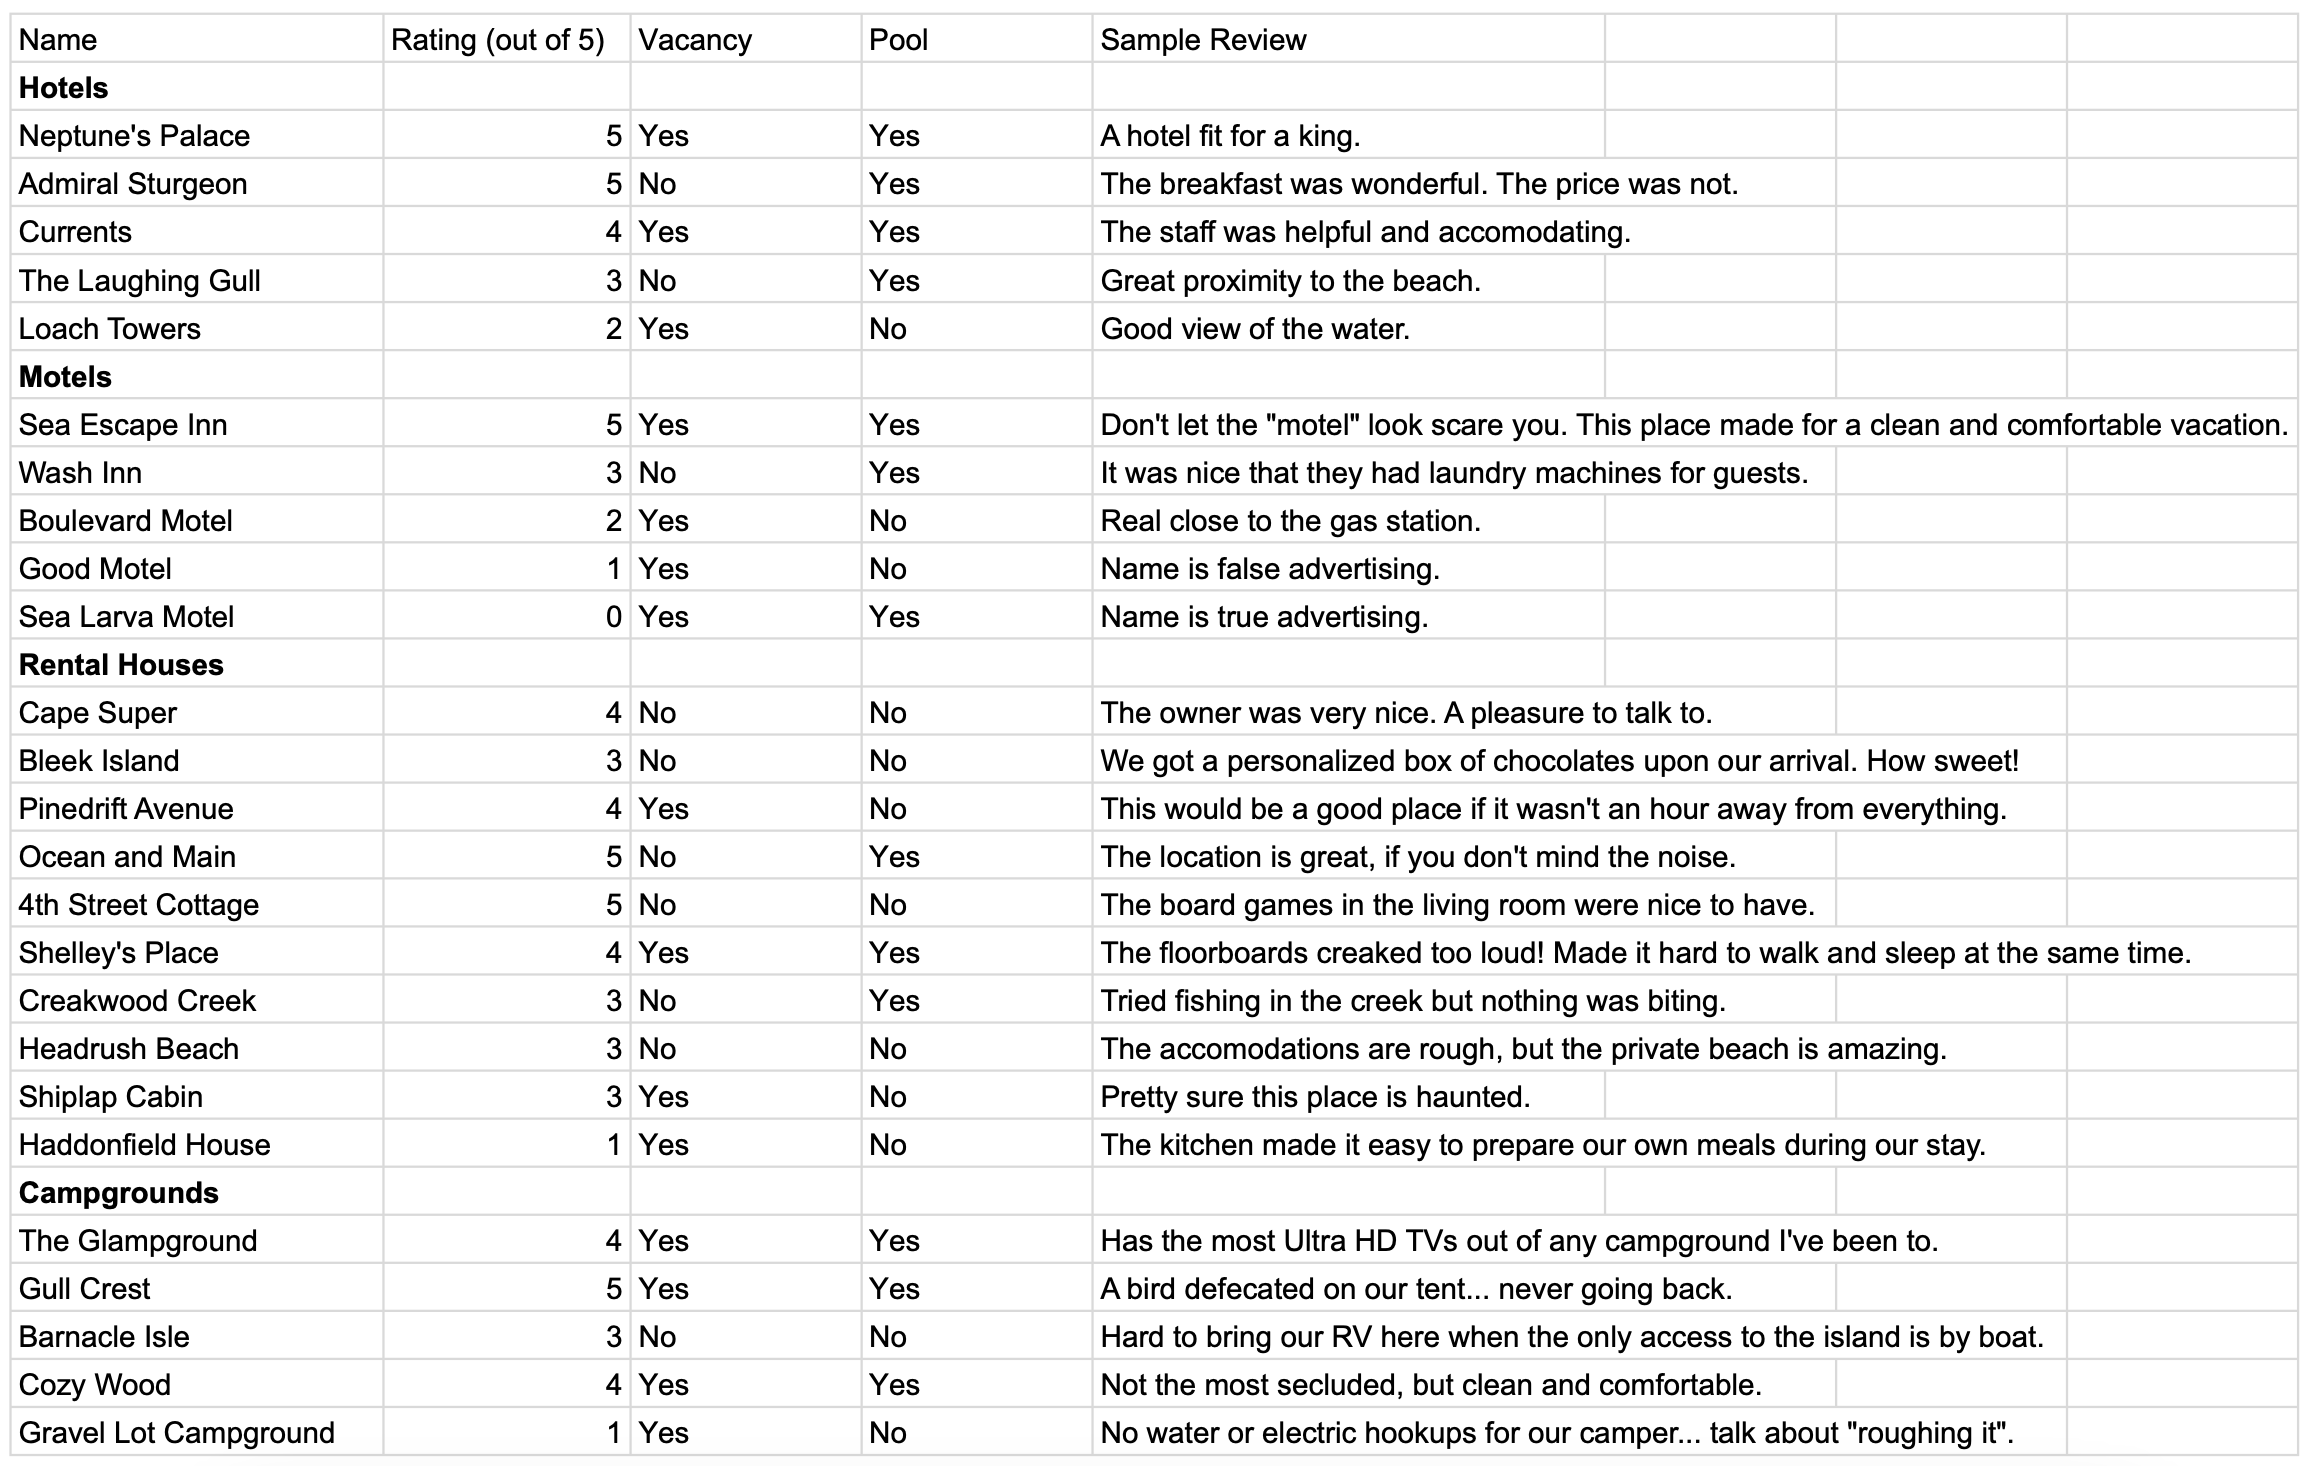 Name Rating (out of 5) Vacancy Pool Sample Review
Hotels
Neptune's Palace 5 Yes Yes A hotel fit for a king.
Admiral Sturgeon 5 No Yes The breakfast was wonderful. The price was not.
Currents 4 Yes Yes The staff was helpful and accomodating.
The Laughing Gull 3 No Yes Great proximity to the beach.
Loach Towers 2 Yes No Good view of the water.
Motels
Sea Escape Inn 5 Yes Yes Don't let the "motel" look scare you. This place made for a clean and comfortable vacation.
Wash Inn 3 No Yes It was nice that they had laundry machines for guests.
Boulevard Motel 2 Yes No Real close to the gas station.
Good Motel 1 Yes No Name is false advertising.
Sea Larva Motel 0 Yes Yes Name is true advertising.
Rental Houses
Cape Super 4 No No The owner was very nice. A pleasure to talk to.
Bleek Island 3 No No We got a personalized box of chocolates upon our arrival. How sweet!
Pinedrift Avenue 4 Yes No This would be a good place if it wasn't an hour away from everything.
Ocean and Main 5 No Yes The location is great, if you don't mind the noise.
4th Street Cottage 5 No No The board games in the living room were nice to have.
Shelley's Place 4 Yes Yes The floorboards creaked too loud! Made it hard to walk and sleep at the same time.
Creakwood Creek 3 No Yes Tried fishing in the creek but nothing was biting.
Headrush Beach 3 No No The accomodations are rough, but the private beach is amazing.
Shiplap Cabin 3 Yes No Pretty sure this place is haunted.
Haddonfield House 1 Yes No The kitchen made it easy to prepare our own meals during our stay.
Campgrounds
The Glampground 4 Yes Yes Has the most Ultra HD TVs out of any campground I've been to.
Gull Crest 5 Yes Yes A bird defecated on our tent... never going back.
Barnacle Isle 3 No No Hard to bring our RV here when the only access to the island is by boat.
Cozy Wood 4 Yes Yes Not the most secluded, but clean and comfortable.
Gravel Lot Campground 1 Yes No No water or electric hookups for our camper... talk about "roughing it".